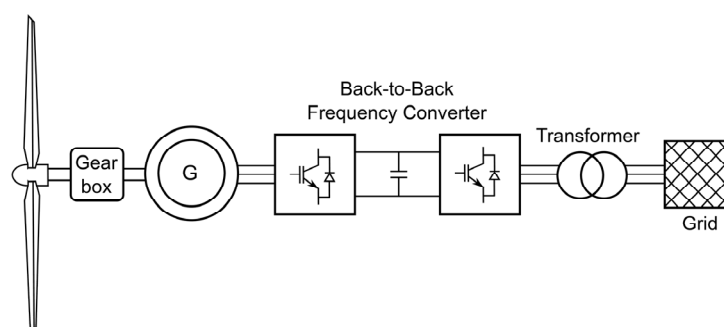 Back-to-Back
Frequency Converter
Transformer
Gear
box
G
Grid